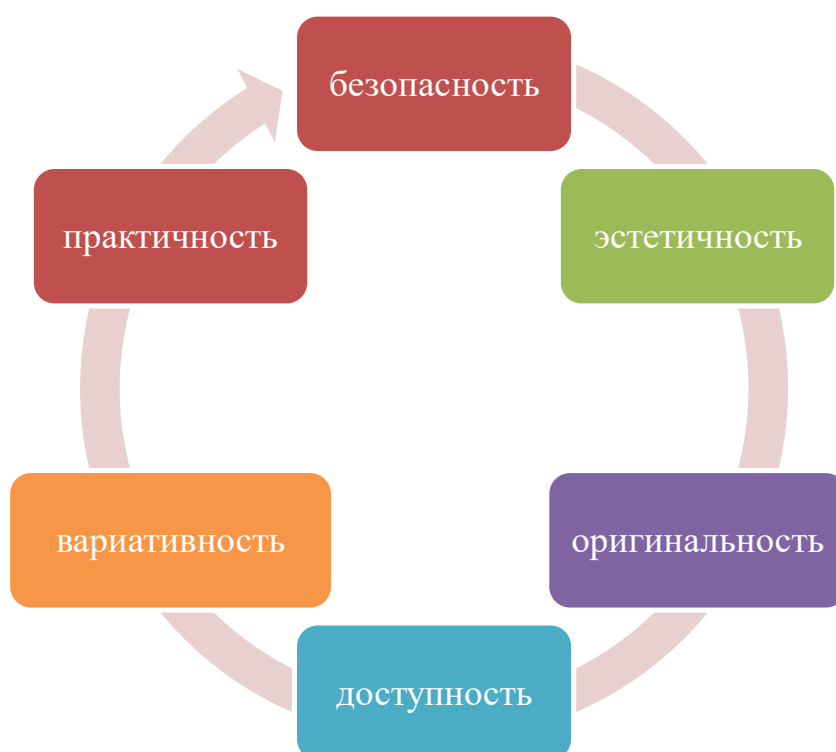 безопасность
эстетичность
оригинальность
доступность
вариативность
практичность